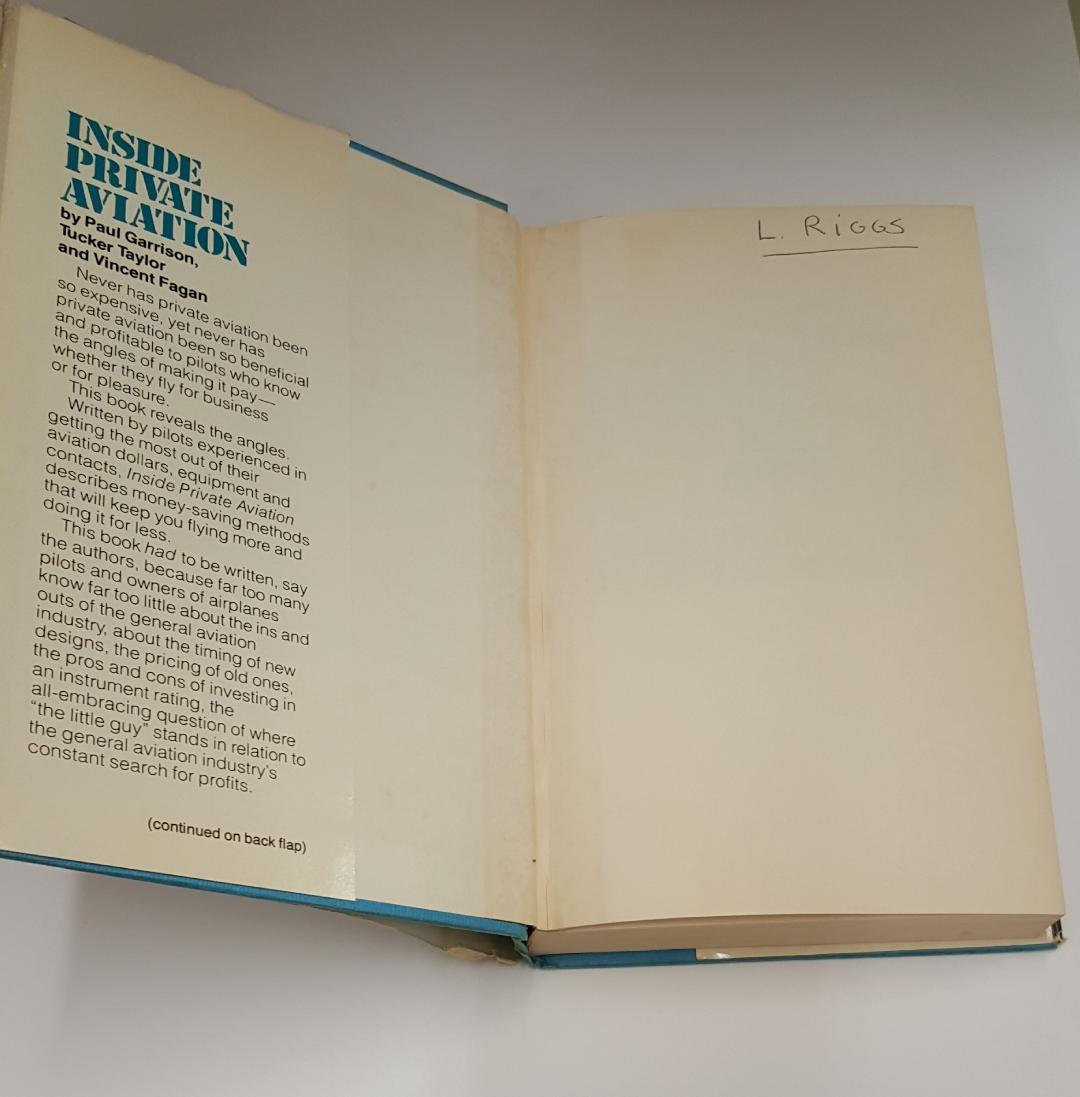 INSIDE
PRIVATE
AVIATION
by Paul Garrison,
Tucker Taylor
and Vincent Fagan
Never has private aviation been
so expensive, yet never has
private aviation been so beneficial
and profitable to pilots who know
the angles of making it pay—
whether they fly for business
or for pleasure.
This book reveals the angles.
Written by pilots experienced in
getting the most out of their
aviation dollars, equipment and
contacts, Inside Private Aviation
describes money-saving methods
that will keep you flying more and
doing it for less.
This book had to be written, say
the authors, because far too many
pilots and owners of airplanes
know far too little about the ins and
outs of the general aviation
industry, about the timing of new
designs, the pricing of old ones,
the pros and cons of investing in
an instrument rating, the
all-embracing question of where
“the little guy” stands in relation to
the general aviation industry's
constant search for profits.
(continued on back flap)
L. RiGGS